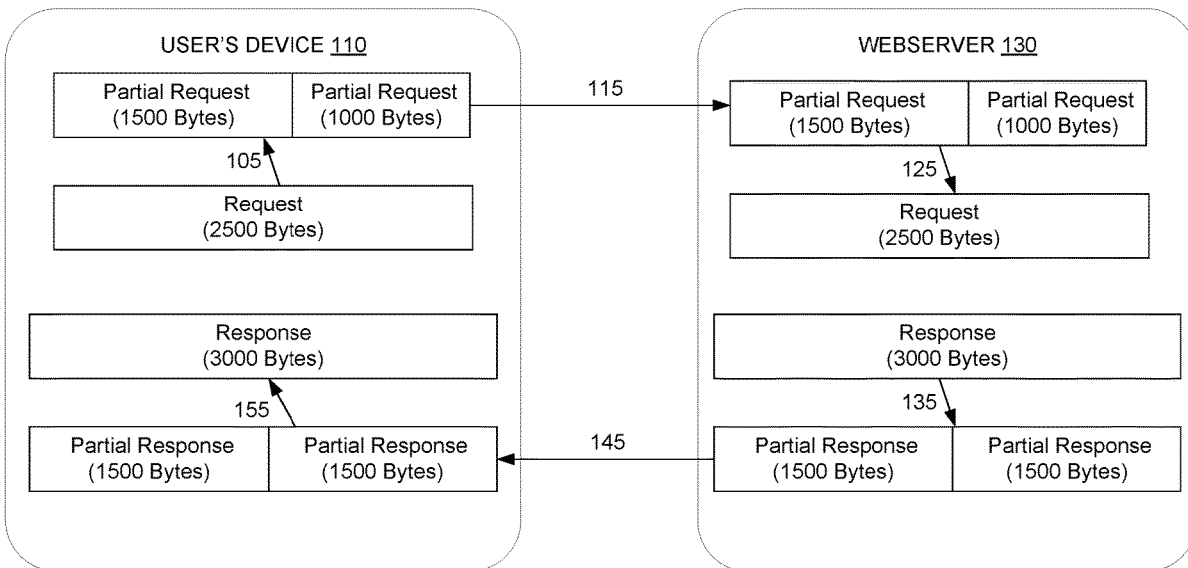 USER'S DEVICE 110
Partial Request
(1500 Bytes)
Partial Request
(1000 Bytes)
105
Request
(2500 Bytes)
Response
(3000 Bytes)
155
Partial Response
(1500 Bytes)
Partial Response
(1500 Bytes)
115
145
WEBSERVER 130
Partial Request
(1500 Bytes)
Partial Request
(1000 Bytes)
125
Request
(2500 Bytes)
Response
(3000 Bytes)
135
Partial Response
(1500 Bytes)
Partial Response
(1500 Bytes)